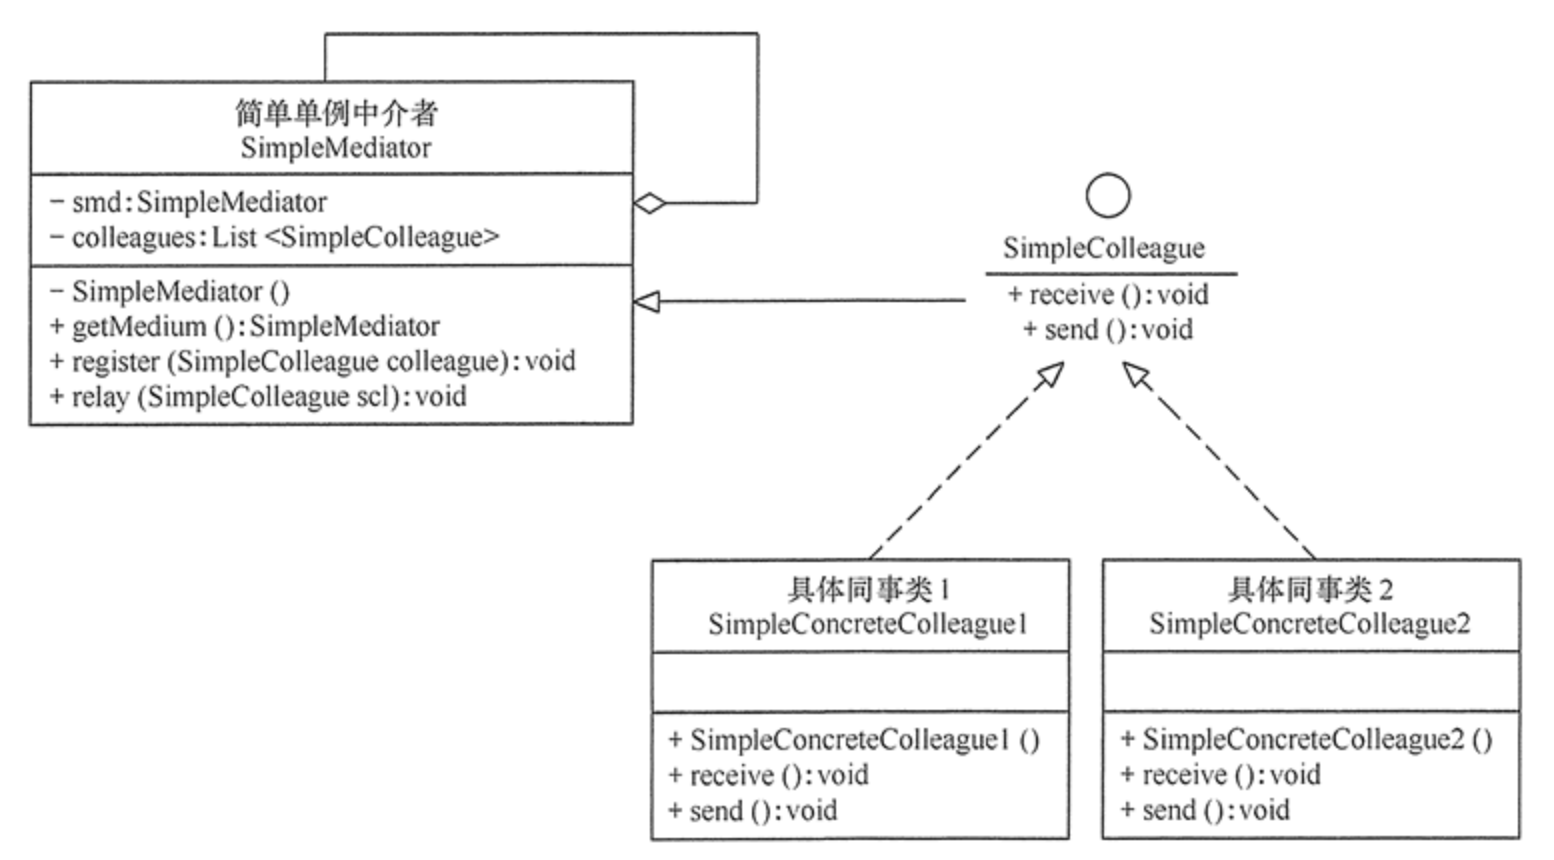 简单单例中介者
SimpleMediator
- smd:SimpleMediator
- colleagues:List <SimpleColleague>
- SimpleMediator ()
+ getMedium ():SimpleMediator
+ register (SimpleColleague colleague):void
+ relay (SimpleColleague scl):void
SimpleColleague
+ receive ():void
+ send ():void
具体同事类 1
SimpleConcreteColleague1
+ SimpleConcreteColleague1 ()
+ receive ():void
+ send ():void
具体同事类 2
SimpleConcreteColleague2
+ SimpleConcreteColleague2 ()
+ receive ():void
+ send ():void